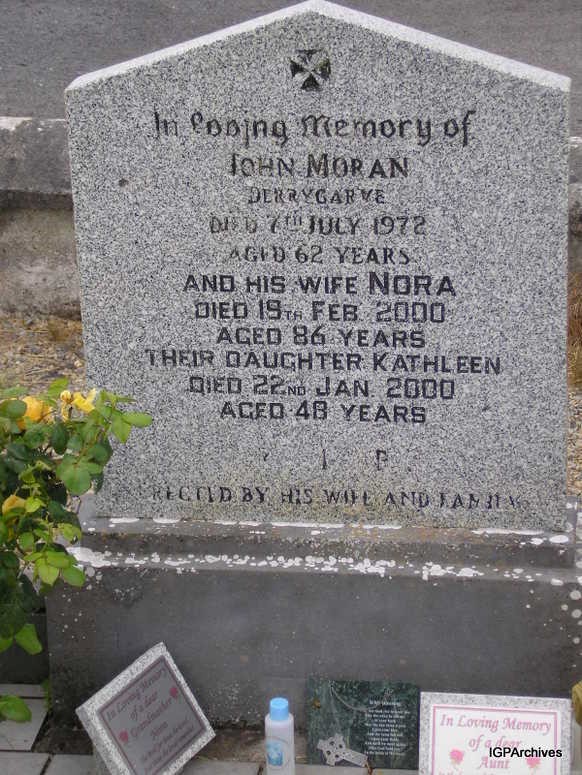 In Loving Memory of
JOHN MORAN
DERRYGARVE
DIED 7TH JULY 1972
AGED 62 YEARS
AND HIS WIFE NORA
DIED 19TH FEB 2000
AGED 86 YEARS
THEIR DAUGHTER KATHLEEN
DIED 22ND JAN 2000
AGED 48 YEARS
R I P
ERECTED BY HIS WIFE AND FAMILY
In Loving Memory
of a dear
Grandmother
In Loving Memory
of a dear
Aunt
IGPArchives